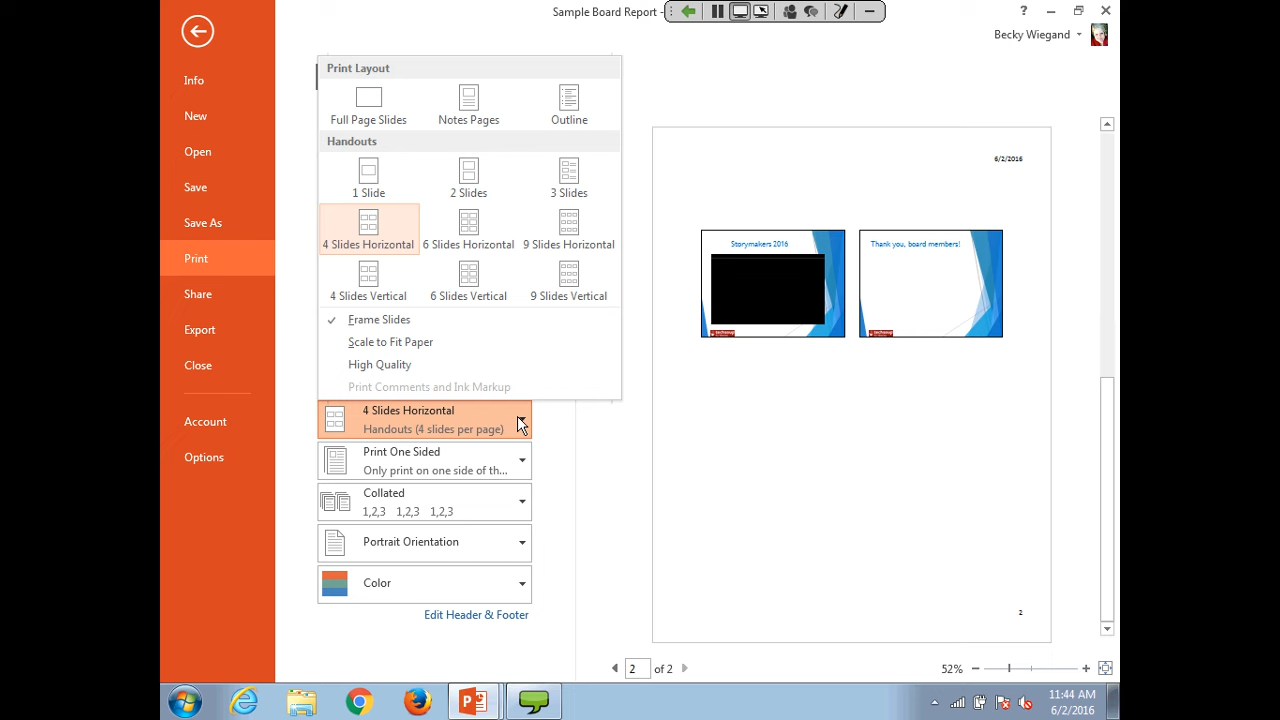 Sample Board Report -
?
Becky Wiegand
Info
New
Open
Save
Save As
Print
Share
Export
Close
Account
Options
Print Layout
Full Page Slides
Notes Pages
Outline
Handouts
1 Slide
2 Slides
3 Slides
4 Slides Horizontal
6 Slides Horizontal
9 Slides Horizontal
4 Slides Vertical
6 Slides Vertical
9 Slides Vertical
Frame Slides
Scale to Fit Paper
High Quality
Print Comments and Ink Markup
4 Slides Horizontal
Handouts (4 slides per page)
Print One Sided
Only print on one side of th...
Collated
1,2,3 1,2,3 1,2,3
Portrait Orientation
Color
Edit Header & Footer
6/2/2016
Storymakers 2016
Thank you, board members!
techsoup
techsoup
2
2 of 2
52%
11:44 AM
6/2/2016